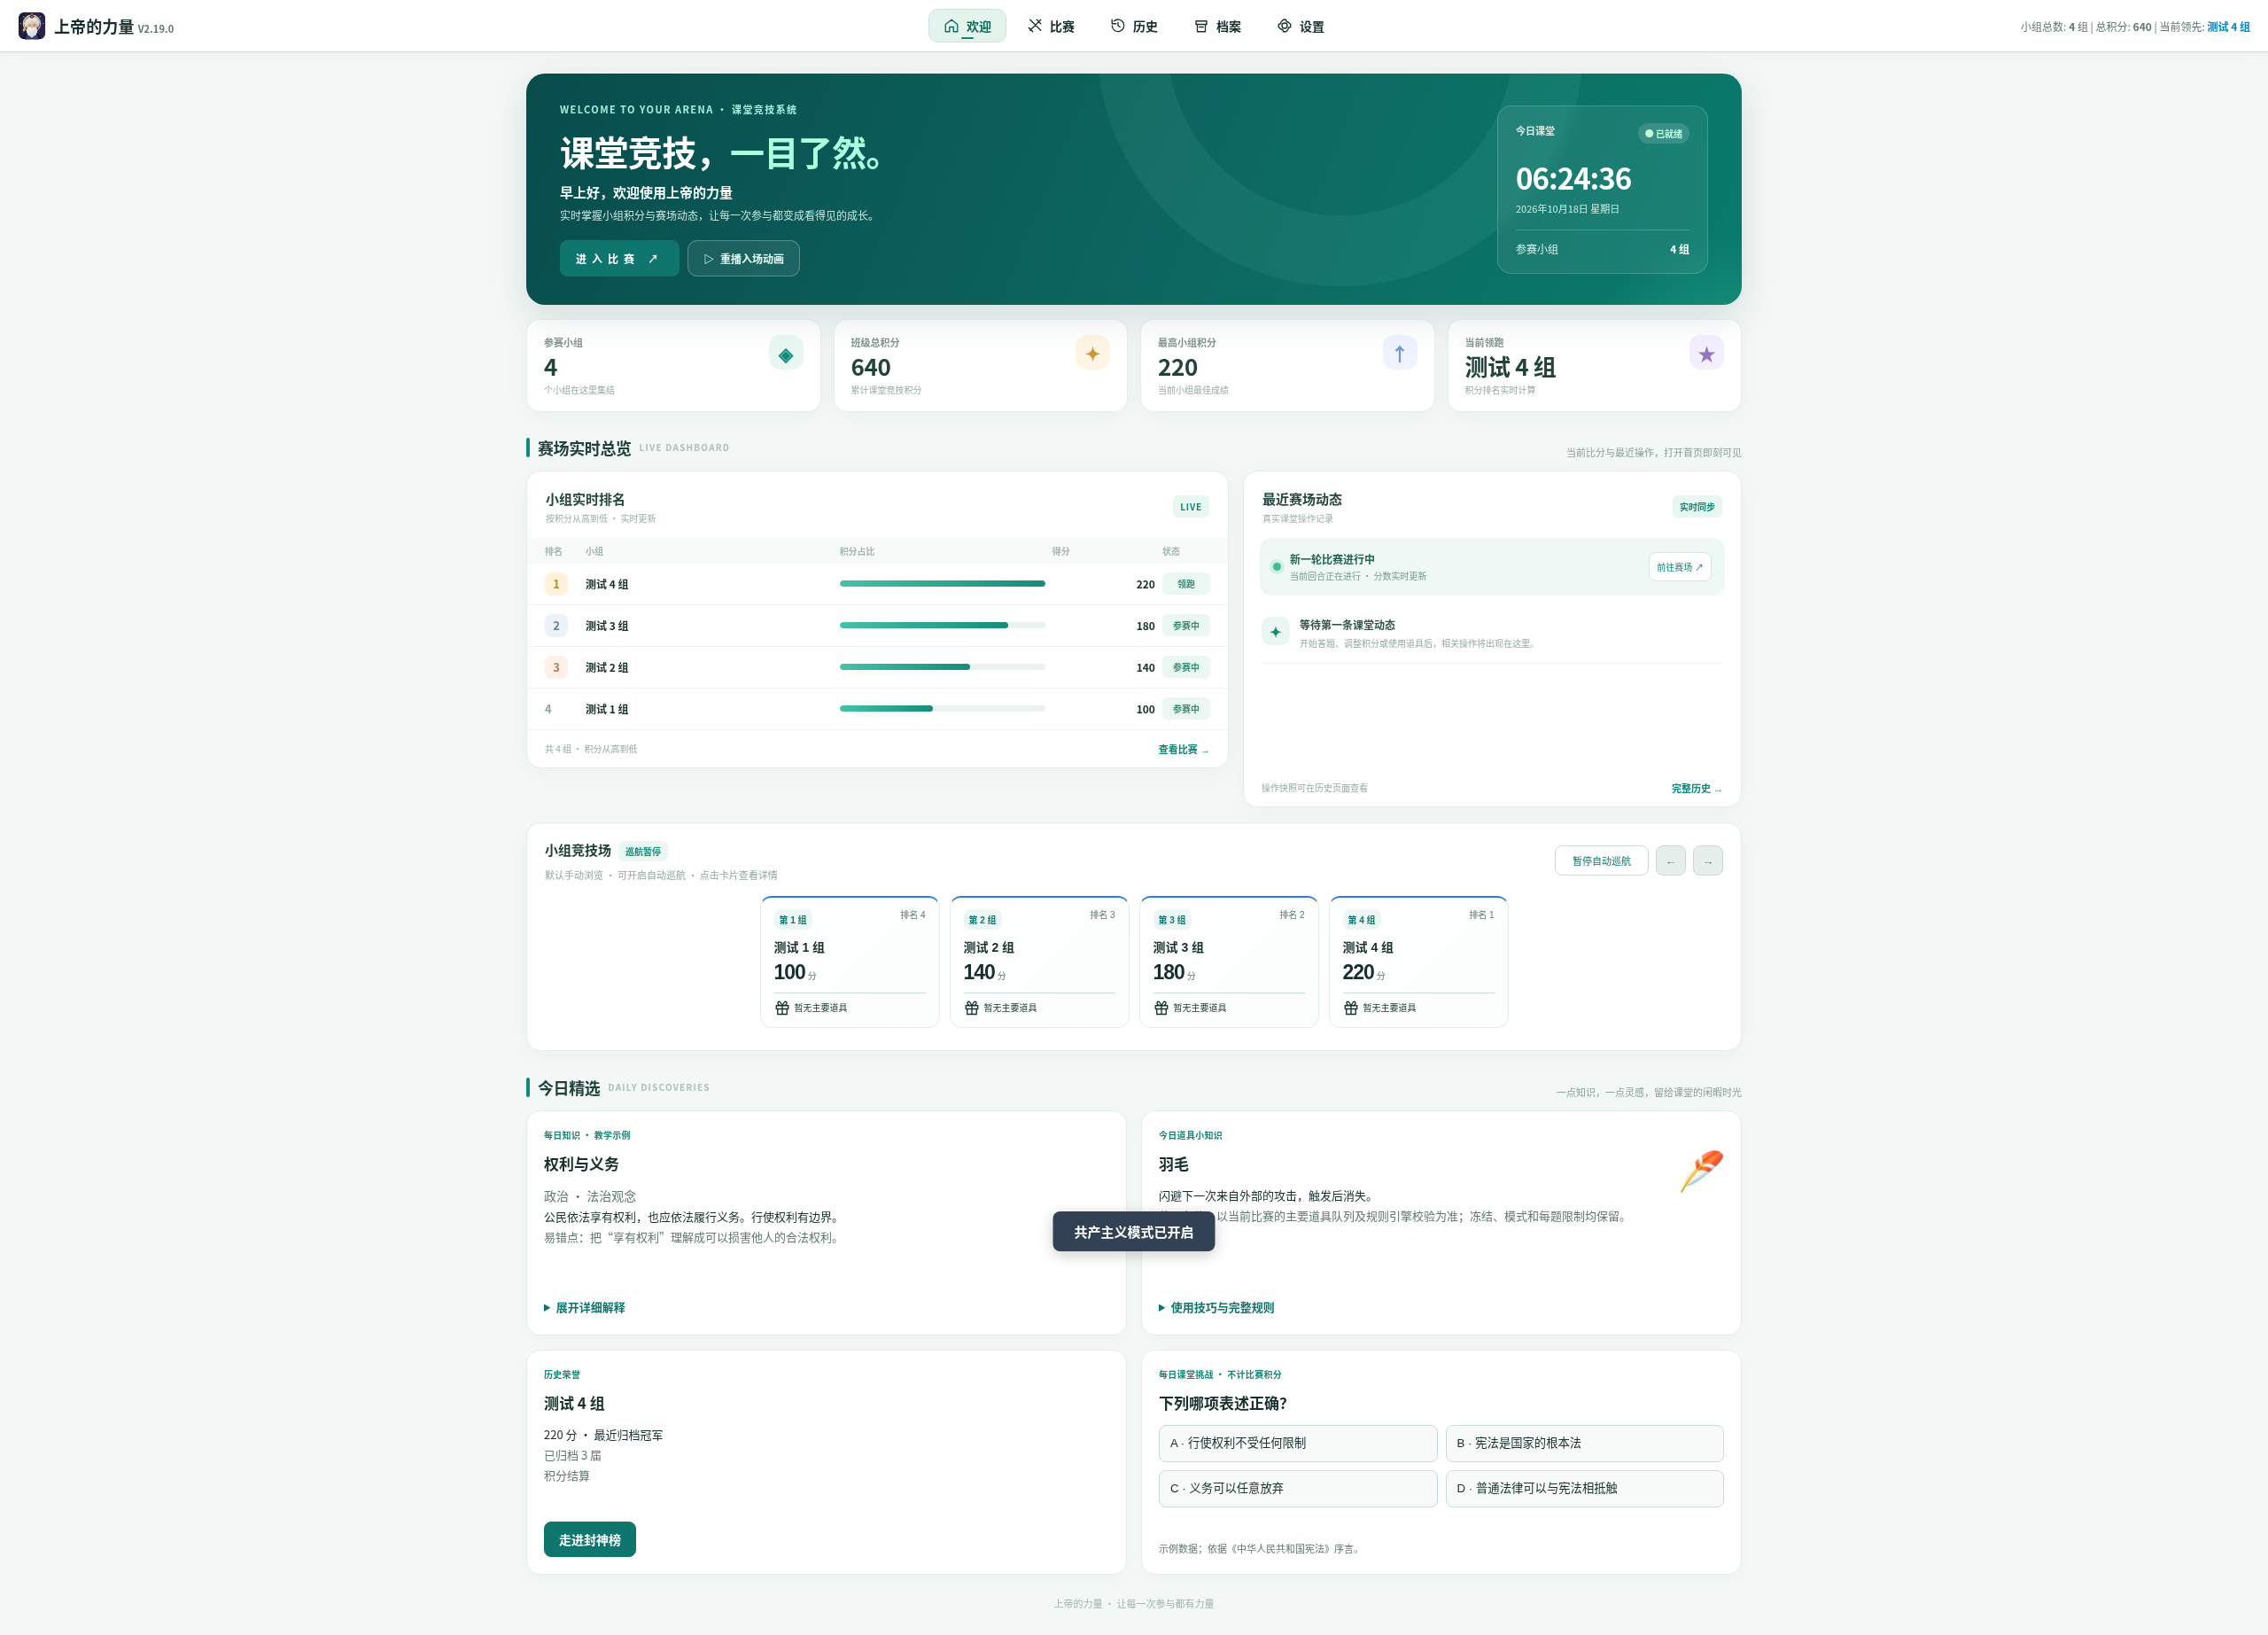 上帝的力量 V2.19.0
欢迎
比赛
历史
档案
设置
小组总数: 4 组 | 总积分: 640 | 当前领先: 测试 4 组
WELCOME TO YOUR ARENA · 课堂竞技系统
课堂竞技，一目了然。
早上好，欢迎使用上帝的力量
实时掌握小组积分与赛场动态，让每一次参与都变成看得见的成长。
进入比赛 ↗
▷ 重播入场动画
今日课堂
已就绪
06:24:36
2026年10月18日 星期日
参赛小组
4 组
参赛小组
4
个小组在这里集结
班级总积分
640
累计课堂竞技积分
最高小组积分
220
当前小组最佳成绩
当前领跑
测试 4 组
积分排名实时计算
赛场实时总览 LIVE DASHBOARD
当前比分与最近操作，打开首页即刻可见
小组实时排名
按积分从高到低 · 实时更新
LIVE
排名 小组 积分占比 得分 状态
1 测试 4 组 220 领跑
2 测试 3 组 180 参赛中
3 测试 2 组 140 参赛中
4 测试 1 组 100 参赛中
共 4 组 · 积分从高到低
查看比赛 →
最近赛场动态
真实课堂操作记录
实时同步
新一轮比赛进行中
当前回合正在进行 · 分数实时更新
前往赛场 ↗
等待第一条课堂动态
开始答题、调整积分或使用道具后，相关操作将出现在这里。
操作快照可在历史页面查看
完整历史 →
小组竞技场 巡航暂停
默认手动浏览 · 可开启自动巡航 · 点击卡片查看详情
暂停自动巡航
←
→
第 1 组 排名 4
测试 1 组
100 分
暂无主要道具
第 2 组 排名 3
测试 2 组
140 分
暂无主要道具
第 3 组 排名 2
测试 3 组
180 分
暂无主要道具
第 4 组 排名 1
测试 4 组
220 分
暂无主要道具
今日精选 DAILY DISCOVERIES
一点知识，一点灵感，留给课堂的闲暇时光
每日知识 · 教学示例
权利与义务
政治 · 法治观念
公民依法享有权利，也应依法履行义务。行使权利有边界。
易错点：把“享有权利”理解成可以损害他人的合法权利。
展开详细解释
今日道具小知识
羽毛
闪避下一次来自外部的攻击，触发后消失。
以当前比赛的主要道具队列及规则引擎校验为准；冻结、模式和每题限制均保留。
使用技巧与完整规则
共产主义模式已开启
历史荣誉
测试 4 组
220 分 · 最近归档冠军
已归档 3 届
积分结算
走进封神榜
每日课堂挑战 · 不计比赛积分
下列哪项表述正确？
A · 行使权利不受任何限制
B · 宪法是国家的根本法
C · 义务可以任意放弃
D · 普通法律可以与宪法相抵触
示例数据；依据《中华人民共和国宪法》序言。
上帝的力量 · 让每一次参与都有力量